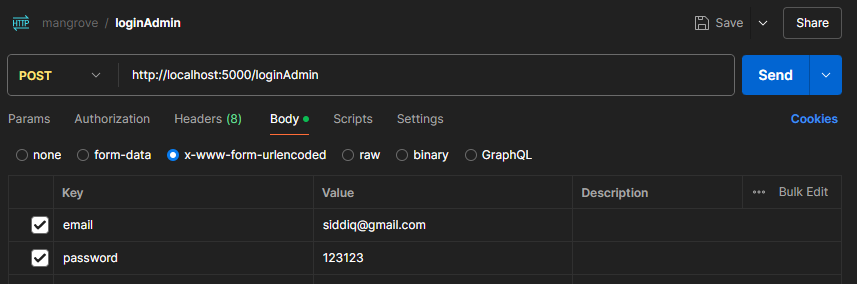 HTTP mangrove / loginAdmin Save Share
POST http://localhost:5000/loginAdmin Send
Params Authorization Headers (8) Body Scripts Settings Cookies
none form-data x-www-form-urlencoded raw binary GraphQL
Key Value Description ••• Bulk Edit
email siddiq@gmail.com
password 123123